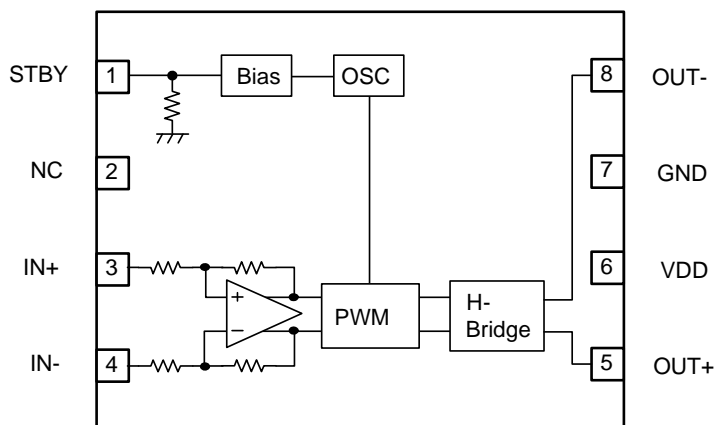 STBY 1 Bias OSC 8 OUT-
NC 2 7 GND
IN+ 3 6 VDD
+
−
PWM
H-
Bridge
IN- 4 5 OUT+